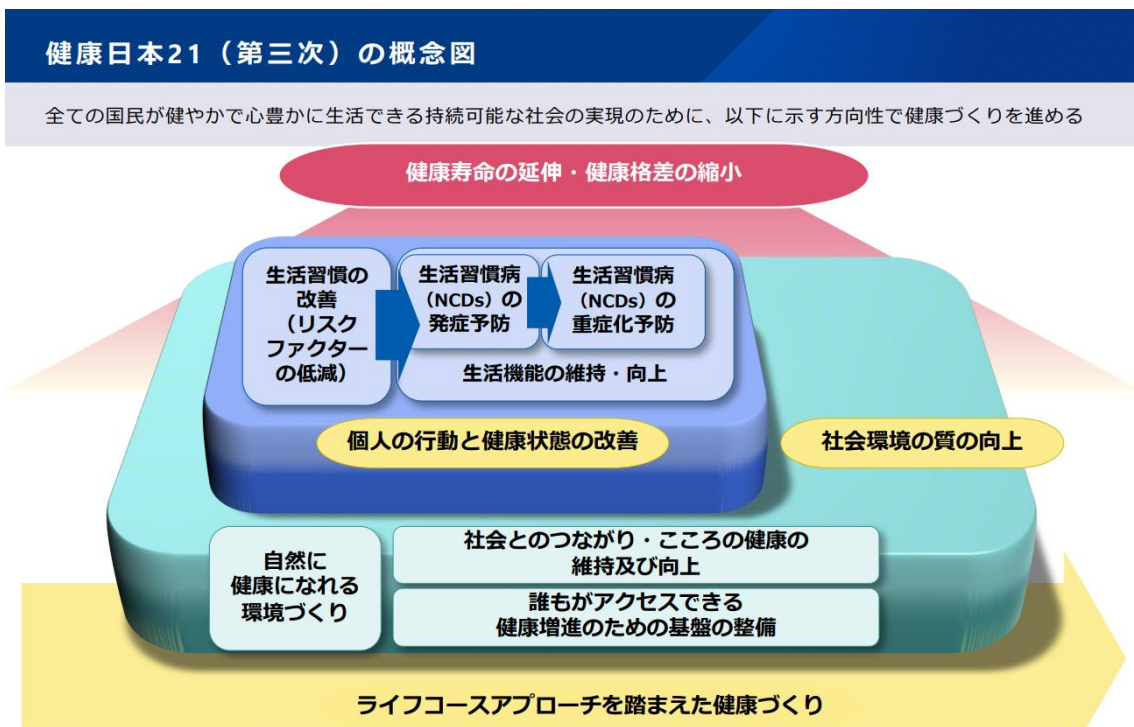 健康日本21（第三次）の概念図
全ての国民が健やかで心豊かに生活できる持続可能な社会の実現のために、以下に示す方向性で健康づくりを進める
健康寿命の延伸・健康格差の縮小
生活習慣の
改善
（リスク
ファクター
の低減）
生活習慣病
（NCDs）の
発症予防
生活習慣病
（NCDs）の
重症化予防
生活機能の維持・向上
個人の行動と健康状態の改善
社会環境の質の向上
自然に
健康になれる
環境づくり
社会とのつながり・こころの健康の
維持及び向上
誰もがアクセスできる
健康増進のための基盤の整備
ライフコースアプローチを踏まえた健康づくり